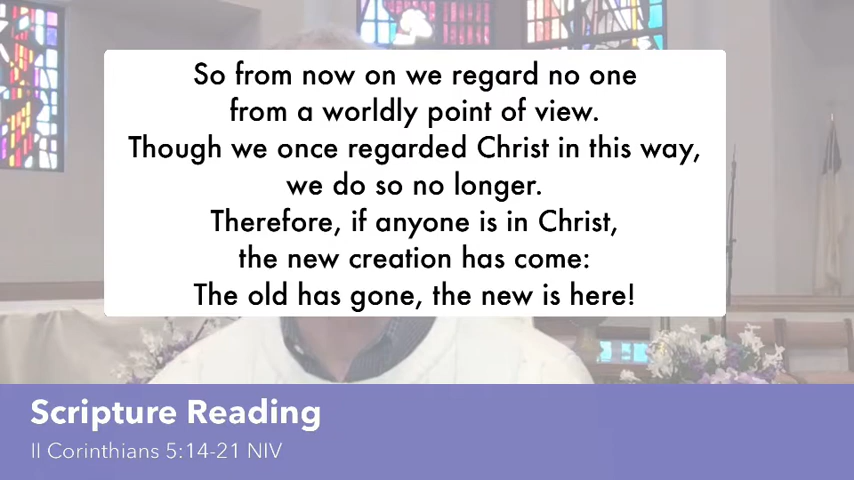 So from now on we regard no one
from a worldly point of view.
Though we once regarded Christ in this way,
we do so no longer.
Therefore, if anyone is in Christ,
the new creation has come:
The old has gone, the new is here!
Scripture Reading
II Corinthians 5:14-21 NIV